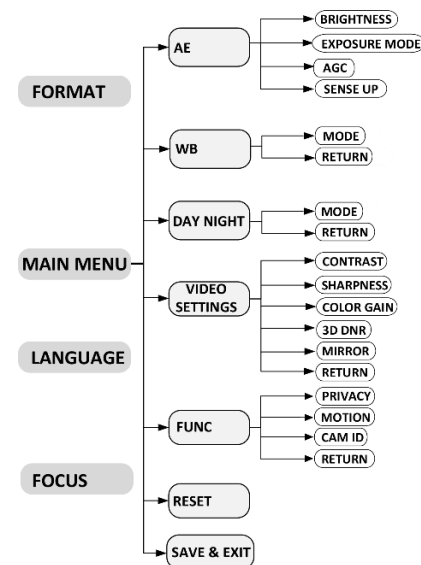 FORMAT
MAIN MENU
LANGUAGE
FOCUS
AE
BRIGHTNESS
EXPOSURE MODE
AGC
SENSE UP
WB
MODE
RETURN
DAY NIGHT
MODE
RETURN
VIDEO
SETTINGS
CONTRAST
SHARPNESS
COLOR GAIN
3D DNR
MIRROR
RETURN
FUNC
PRIVACY
MOTION
CAM ID
RETURN
RESET
SAVE & EXIT